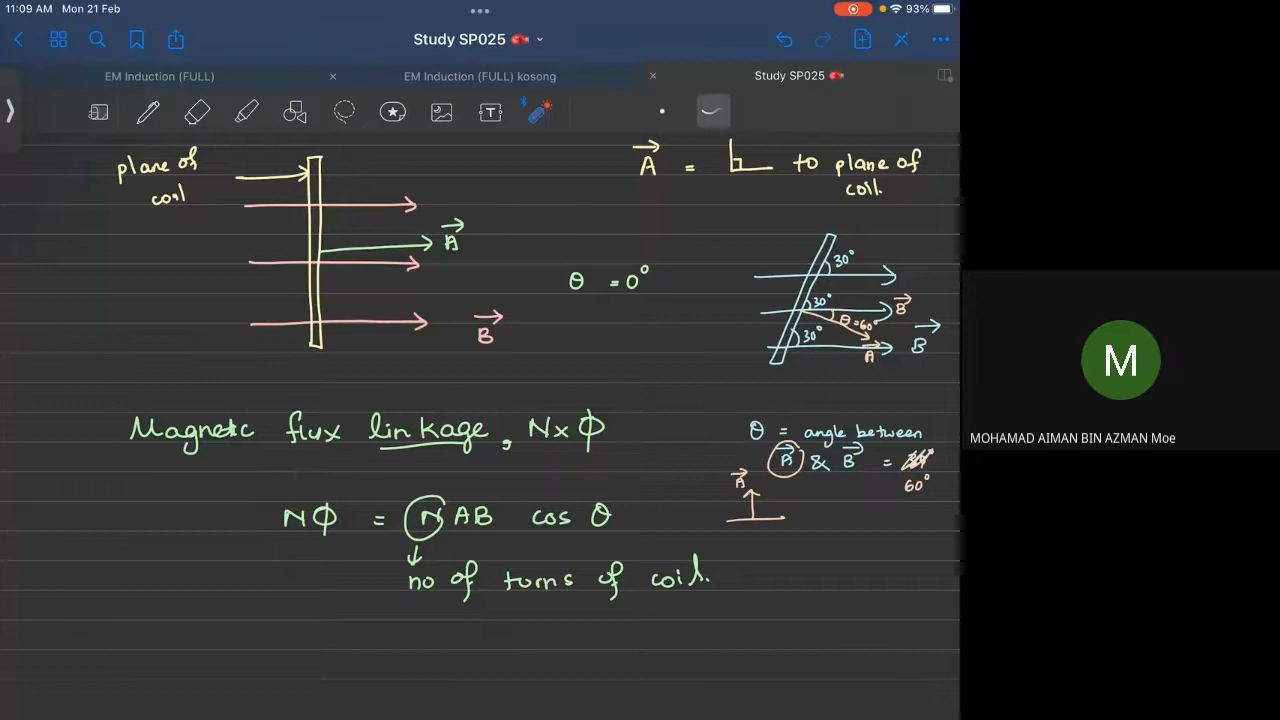 11:09 AM Mon 21 Feb
93%
Study SP025
EM Induction (FULL)
EM Induction (FULL) kosong
Study SP025
plane of
coil
A
B
θ = 0°
A = ⊥ to plane of
coil.
30°
30°
B
θ = 60°
30°
A
B
Magnetic flux linkage, N x ϕ
Nϕ = N AB cos θ
no of turns of coil.
θ = angle between
A & B =
60°
A
M
MOHAMAD AIMAN BIN AZMAN Moe